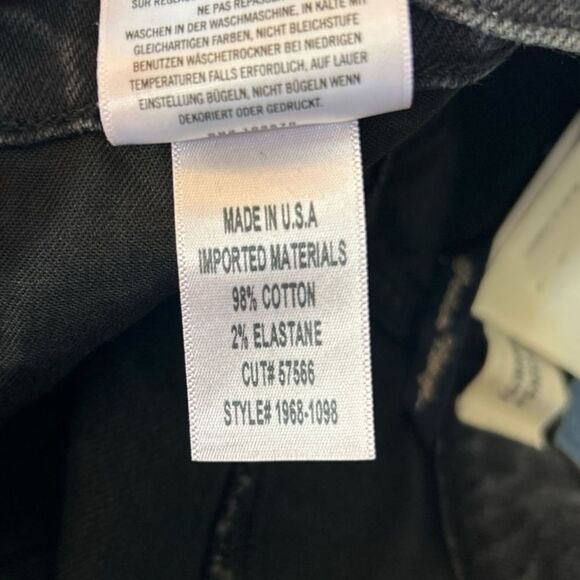 NE PAS REPASSER
WASCHEN IN DER WASCHMASCHINE, IN KALTE MIT
GLEICHARTIGEN FARBEN, NICHT BLEICHSTOFE
BENUTZEN WÄSCHETROCKNER BEI NIEDRIGEN
TEMPERATUREN FALLS ERFORDLICH, AUF LAUER
EINSTELLUNG BÜGELN, NICHT BÜGELN WENN
DEKORIERT ODER GEDRUCKT.
MADE IN U.S.A
IMPORTED MATERIALS
98% COTTON
2% ELASTANE
CUT# 57566
STYLE# 1968-1098